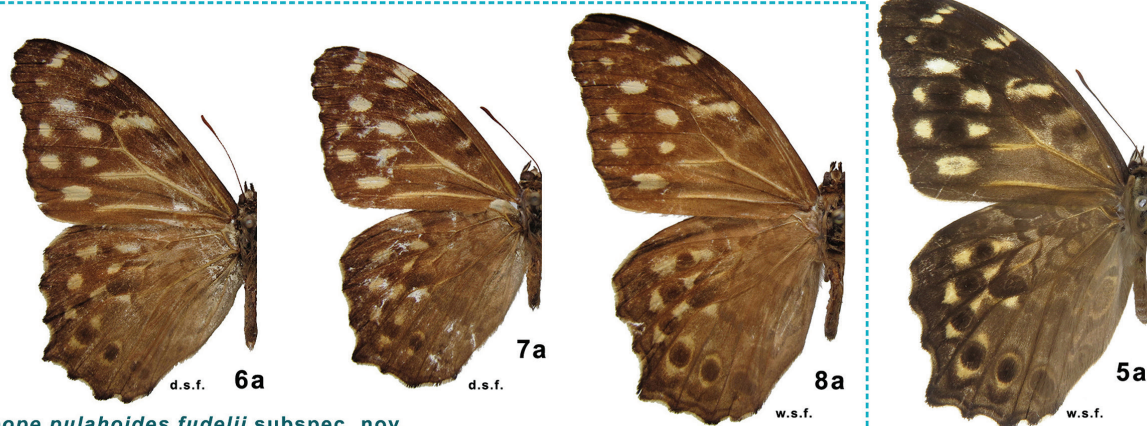 d.s.f. 6a
d.s.f. 7a
w.s.f. 8a
w.s.f. 5a
pulahoides fudelii subspec. nov.